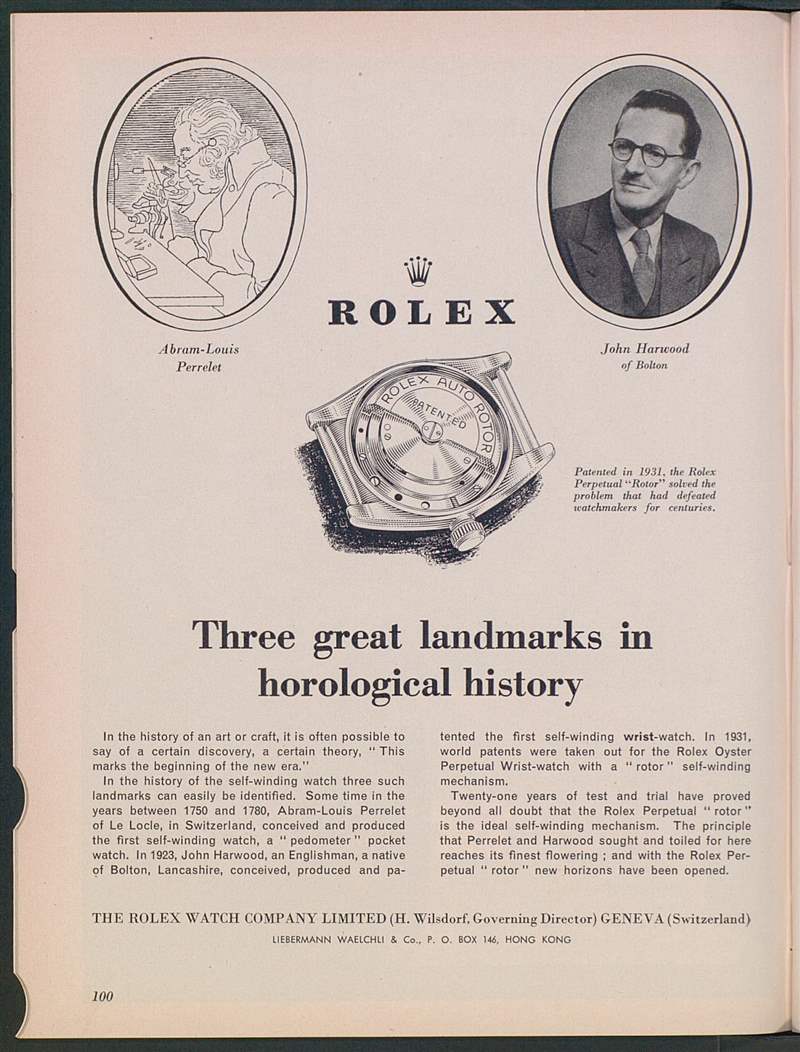 ROLEX
Abram-Louis
Perrelet
John Harwood
of Bolton
ROLEX AUTO ROTOR
PATENTED
Patented in 1931, the Rolex
Perpetual "Rotor" solved the
problem that had defeated
watchmakers for centuries.
Three great landmarks in
horological history
In the history of an art or craft, it is often possible to
say of a certain discovery, a certain theory, " This
marks the beginning of the new era."
In the history of the self-winding watch three such
landmarks can easily be identified. Some time in the
years between 1750 and 1780, Abram-Louis Perrelet
of Le Locle, in Switzerland, conceived and produced
the first self-winding watch, a " pedometer " pocket
watch. In 1923, John Harwood, an Englishman, a native
of Bolton, Lancashire, conceived, produced and pa-
tented the first self-winding wrist-watch. In 1931,
world patents were taken out for the Rolex Oyster
Perpetual Wrist-watch with a " rotor " self-winding
mechanism.
Twenty-one years of test and trial have proved
beyond all doubt that the Rolex Perpetual " rotor "
is the ideal self-winding mechanism. The principle
that Perrelet and Harwood sought and toiled for here
reaches its finest flowering ; and with the Rolex Per-
petual " rotor " new horizons have been opened.
THE ROLEX WATCH COMPANY LIMITED (H. Wilsdorf, Governing Director) GENEVA (Switzerland)
LIEBERMANN WAELCHLI & Co., P. O. BOX 146, HONG KONG
100